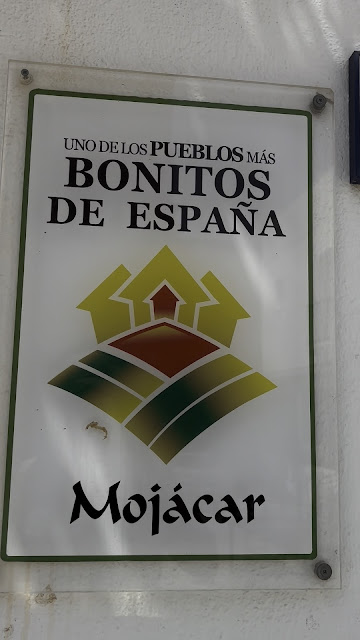 UNO DE LOS PUEBLOS MÁS
BONITOS
DE ESPAÑA
Mojácar